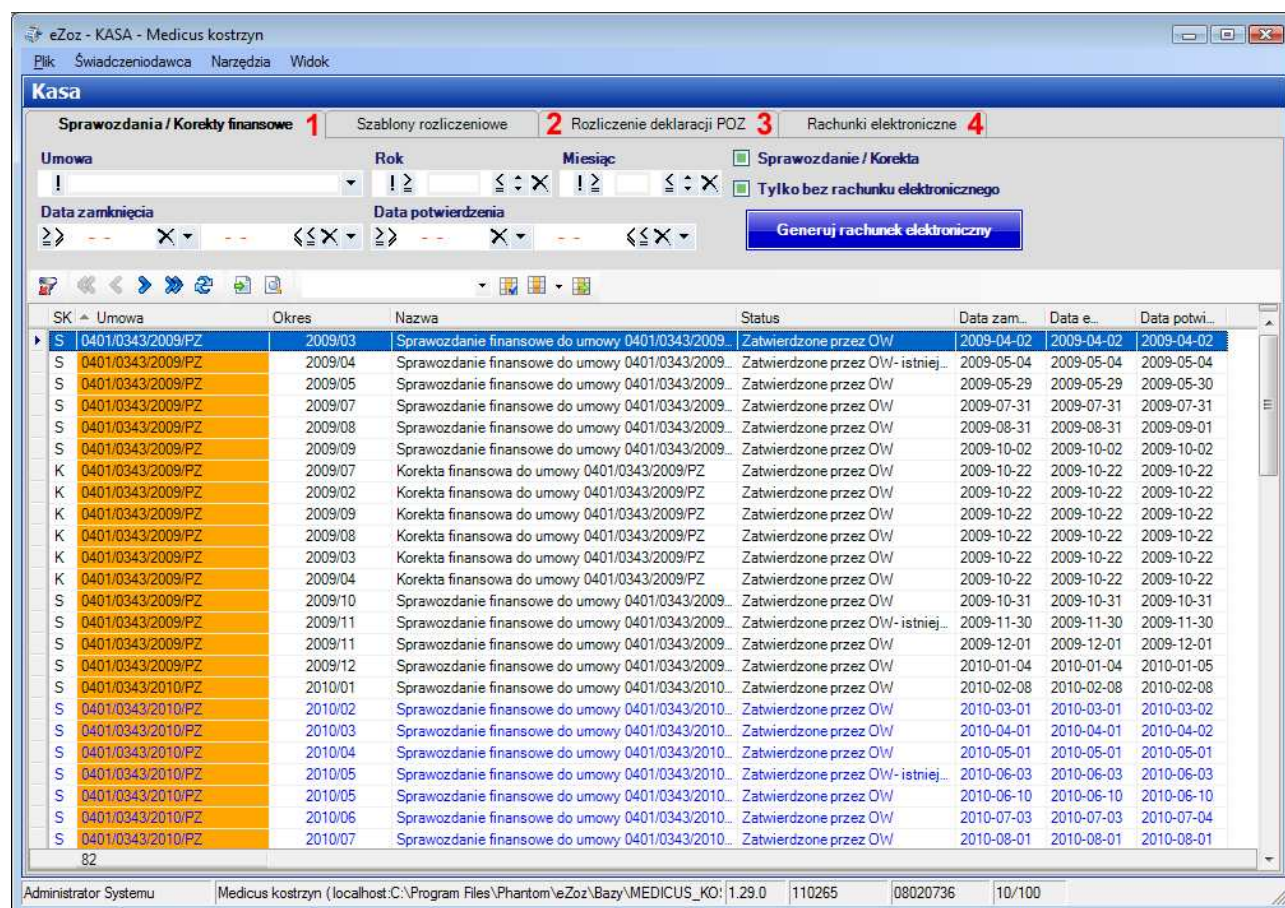 eZoz - KASA - Medicus kostrzyn
Plik Świadczeniodawca Narzędzia Widok
Kasa
Sprawozdania / Korekty finansowe 1 Szablony rozliczeniowe 2 Rozliczenie deklaracji POZ 3 Rachunki elektroniczne 4
Umowa Rok Miesiąc Sprawozdanie / Korekta
Tylko bez rachunku elektronicznego
Data zamknięcia Data potwierdzenia
Generuj rachunek elektroniczny
SK Umowa Okres Nazwa Status Data zam... Data e... Data potwi...
S 0401/0343/2009/PZ 2009/03 Sprawozdanie finansowe do umowy 0401/0343/2009... Zatwierdzone przez OW 2009-04-02 2009-04-02 2009-04-02
S 0401/0343/2009/PZ 2009/04 Sprawozdanie finansowe do umowy 0401/0343/2009... Zatwierdzone przez OW- istniej... 2009-05-04 2009-05-04 2009-05-04
S 0401/0343/2009/PZ 2009/05 Sprawozdanie finansowe do umowy 0401/0343/2009... Zatwierdzone przez OW 2009-05-29 2009-05-29 2009-05-30
S 0401/0343/2009/PZ 2009/07 Sprawozdanie finansowe do umowy 0401/0343/2009... Zatwierdzone przez OW 2009-07-31 2009-07-31 2009-07-31
S 0401/0343/2009/PZ 2009/08 Sprawozdanie finansowe do umowy 0401/0343/2009... Zatwierdzone przez OW 2009-08-31 2009-08-31 2009-09-01
S 0401/0343/2009/PZ 2009/09 Sprawozdanie finansowe do umowy 0401/0343/2009... Zatwierdzone przez OW 2009-10-02 2009-10-02 2009-10-02
K 0401/0343/2009/PZ 2009/07 Korekta finansowa do umowy 0401/0343/2009/PZ Zatwierdzone przez OW 2009-10-22 2009-10-22 2009-10-22
K 0401/0343/2009/PZ 2009/02 Korekta finansowa do umowy 0401/0343/2009/PZ Zatwierdzone przez OW 2009-10-22 2009-10-22 2009-10-22
K 0401/0343/2009/PZ 2009/09 Korekta finansowa do umowy 0401/0343/2009/PZ Zatwierdzone przez OW 2009-10-22 2009-10-22 2009-10-22
K 0401/0343/2009/PZ 2009/08 Korekta finansowa do umowy 0401/0343/2009/PZ Zatwierdzone przez OW 2009-10-22 2009-10-22 2009-10-22
K 0401/0343/2009/PZ 2009/03 Korekta finansowa do umowy 0401/0343/2009/PZ Zatwierdzone przez OW 2009-10-22 2009-10-22 2009-10-22
K 0401/0343/2009/PZ 2009/04 Korekta finansowa do umowy 0401/0343/2009/PZ Zatwierdzone przez OW 2009-10-22 2009-10-22 2009-10-22
S 0401/0343/2009/PZ 2009/10 Sprawozdanie finansowe do umowy 0401/0343/2009... Zatwierdzone przez OW 2009-10-31 2009-10-31 2009-10-31
S 0401/0343/2009/PZ 2009/11 Sprawozdanie finansowe do umowy 0401/0343/2009... Zatwierdzone przez OW- istniej... 2009-11-30 2009-11-30 2009-11-30
S 0401/0343/2009/PZ 2009/11 Sprawozdanie finansowe do umowy 0401/0343/2009... Zatwierdzone przez OW 2009-12-01 2009-12-01 2009-12-01
S 0401/0343/2009/PZ 2009/12 Sprawozdanie finansowe do umowy 0401/0343/2009... Zatwierdzone przez OW 2010-01-04 2010-01-04 2010-01-05
S 0401/0343/2010/PZ 2010/01 Sprawozdanie finansowe do umowy 0401/0343/2010... Zatwierdzone przez OW 2010-02-08 2010-02-08 2010-02-08
S 0401/0343/2010/PZ 2010/02 Sprawozdanie finansowe do umowy 0401/0343/2010... Zatwierdzone przez OW 2010-03-01 2010-03-01 2010-03-02
S 0401/0343/2010/PZ 2010/03 Sprawozdanie finansowe do umowy 0401/0343/2010... Zatwierdzone przez OW 2010-04-01 2010-04-01 2010-04-02
S 0401/0343/2010/PZ 2010/04 Sprawozdanie finansowe do umowy 0401/0343/2010... Zatwierdzone przez OW 2010-05-01 2010-05-01 2010-05-01
S 0401/0343/2010/PZ 2010/05 Sprawozdanie finansowe do umowy 0401/0343/2010... Zatwierdzone przez OW- istniej... 2010-06-03 2010-06-03 2010-06-03
S 0401/0343/2010/PZ 2010/05 Sprawozdanie finansowe do umowy 0401/0343/2010... Zatwierdzone przez OW 2010-06-10 2010-06-10 2010-06-10
S 0401/0343/2010/PZ 2010/06 Sprawozdanie finansowe do umowy 0401/0343/2010... Zatwierdzone przez OW 2010-07-03 2010-07-03 2010-07-04
S 0401/0343/2010/PZ 2010/07 Sprawozdanie finansowe do umowy 0401/0343/2010... Zatwierdzone przez OW 2010-08-01 2010-08-01 2010-08-01
82
Administrator Systemu Medicus kostrzyn ( localhost:C:\Program Files\Phantom\eZoz\Bazy\MEDICUS_KO: 1.29.0 110265 08020736 10/100